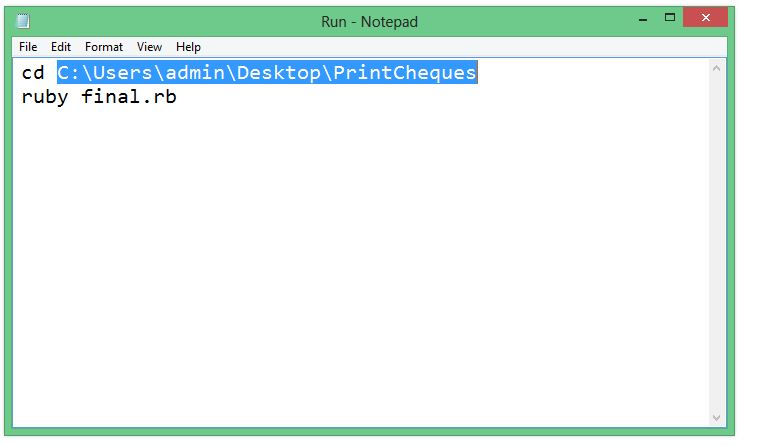 Run - Notepad
File Edit Format View Help
cd C:\Users\admin\Desktop\PrintCheques
ruby final.rb